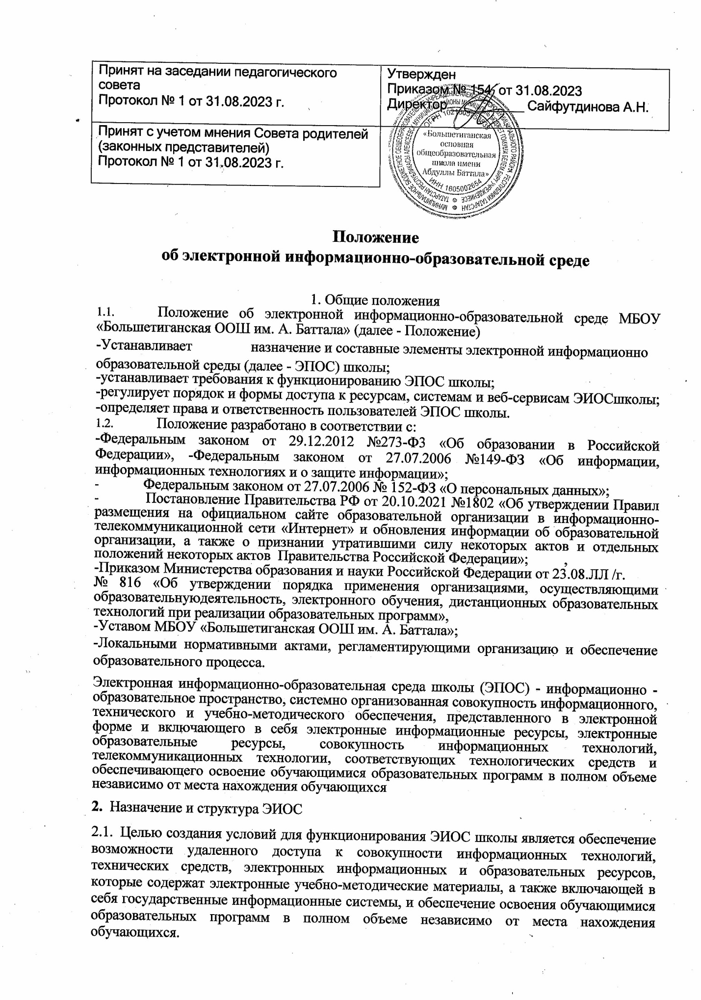 Принят на заседании педагогического
совета
Протокол № 1 от 31.08.2023 г.
Утвержден
Приказом № 154 от 31.08.2023
Директор__________ Сайфутдинова А.Н.
Принят с учетом мнения Совета родителей
(законных представителей)
Протокол № 1 от 31.08.2023 г.
«Большетиганская
основная
общеобразовательная
школа имени
Абдуллы Баттала»
ИНН 1605002654
Положение
об электронной информационно-образовательной среде
1. Общие положения
1.1. Положение об электронной информационно-образовательной среде МБОУ
«Большетиганская ООШ им. А. Баттала» (далее - Положение)
-Устанавливает назначение и составные элементы электронной информационно
образовательной среды (далее - ЭПОС) школы;
-устанавливает требования к функционированию ЭПОС школы;
-регулирует порядок и формы доступа к ресурсам, системам и веб-сервисам ЭИОСшколы;
-определяет права и ответственность пользователей ЭПОС школы.
1.2. Положение разработано в соответствии с:
-Федеральным законом от 29.12.2012 №273-ФЗ «Об образовании в Российской
Федерации», -Федеральным законом от 27.07.2006 №149-ФЗ «Об информации,
информационных технологиях и о защите информации»;
- Федеральным законом от 27.07.2006 № 152-ФЗ «О персональных данных»;
- Постановление Правительства РФ от 20.10.2021 №1802 «Об утверждении Правил
размещения на официальном сайте образовательной организации в информационно-
телекоммуникационной сети «Интернет» и обновления информации об образовательной
организации, а также о признании утратившими силу некоторых актов и отдельных
положений некоторых актов Правительства Российской Федерации»;
-Приказом Министерства образования и науки Российской Федерации от 23.08.ЛЛ /г.
№ 816 «Об утверждении порядка применения организациями, осуществляющими
образовательнуюдеятельность, электронного обучения, дистанционных образовательных
технологий при реализации образовательных программ»,
-Уставом МБОУ «Большетиганская ООШ им. А. Баттала»;
-Локальными нормативными актами, регламентирующими организацию и обеспечение
образовательного процесса.
Электронная информационно-образовательная среда школы (ЭПОС) - информационно -
образовательное пространство, системно организованная совокупность информационного,
технического и учебно-методического обеспечения, представленного в электронной
форме и включающего в себя электронные информационные ресурсы, электронные
образовательные ресурсы, совокупность информационных технологий,
телекоммуникационных технологии, соответствующих технологических средств и
обеспечивающего освоение обучающимися образовательных программ в полном объеме
независимо от места нахождения обучающихся
2. Назначение и структура ЭИОС
2.1. Целью создания условий для функционирования ЭИОС школы является обеспечение
возможности удаленного доступа к совокупности информационных технологий,
технических средств, электронных информационных и образовательных ресурсов,
которые содержат электронные учебно-методические материалы, а также включающей в
себя государственные информационные системы, и обеспечение освоения обучающимися
образовательных программ в полном объеме независимо от места нахождения
обучающихся.